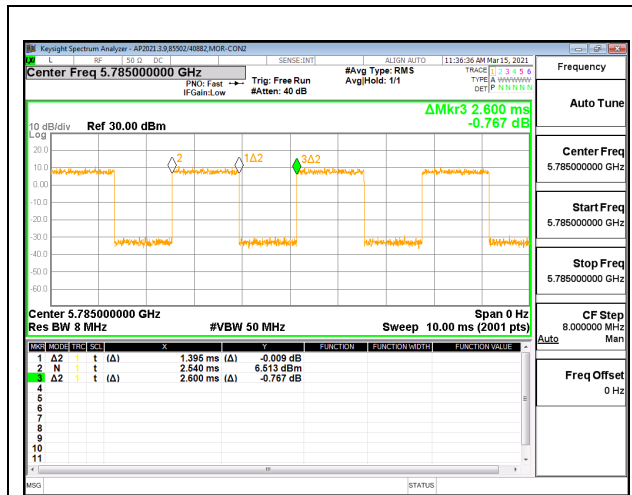 Keysight Spectrum Analyzer - AP2021.3.9,85502/40882,MOR-CON2
LXI L RF 50 Ω DC SENSE:INT ALIGN AUTO 11:36:36 AM Mar 15, 2021
Center Freq 5.785000000 GHz #Avg Type: RMS TRACE 1 2 3 4 5 6
PNO: Fast Trig: Free Run Avg|Hold: 1/1 TYPE A WWWWW
IFGain:Low #Atten: 40 dB DET P N N N N N
ΔMkr3 2.600 ms
10 dB/div Ref 30.00 dBm -0.767 dB
Log
20.0
10.0
0.00
-10.0
-20.0
-30.0
-40.0
-50.0
-60.0
2
1Δ2
3Δ2
Center 5.785000000 GHz Span 0 Hz
Res BW 8 MHz #VBW 50 MHz Sweep 10.00 ms (2001 pts)
MKR MODE TRC SCL X Y FUNCTION FUNCTION WIDTH FUNCTION VALUE
1 Δ2 1 t (Δ) 1.395 ms (Δ) -0.009 dB
2 N 1 t 2.540 ms 6.513 dBm
3 Δ2 1 t (Δ) 2.600 ms (Δ) -0.767 dB
4
5
6
7
8
9
10
11
MSG STATUS
Frequency
Auto Tune
Center Freq
5.785000000 GHz
Start Freq
5.785000000 GHz
Stop Freq
5.785000000 GHz
CF Step
8.000000 MHz
Auto Man
Freq Offset
0 Hz